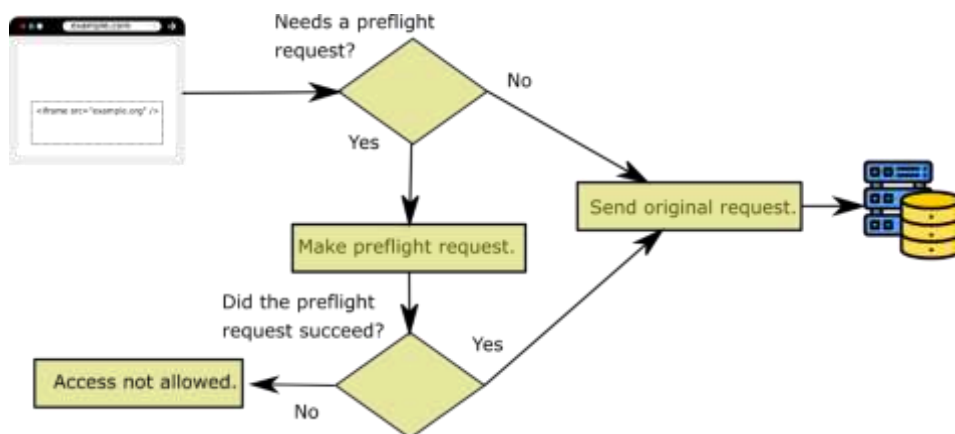 example.com
<iframe src="example.org" />
Needs a preflight
request?
No
Yes
Send original request.
Make preflight request.
Did the preflight
request succeed?
Yes
Access not allowed.
No